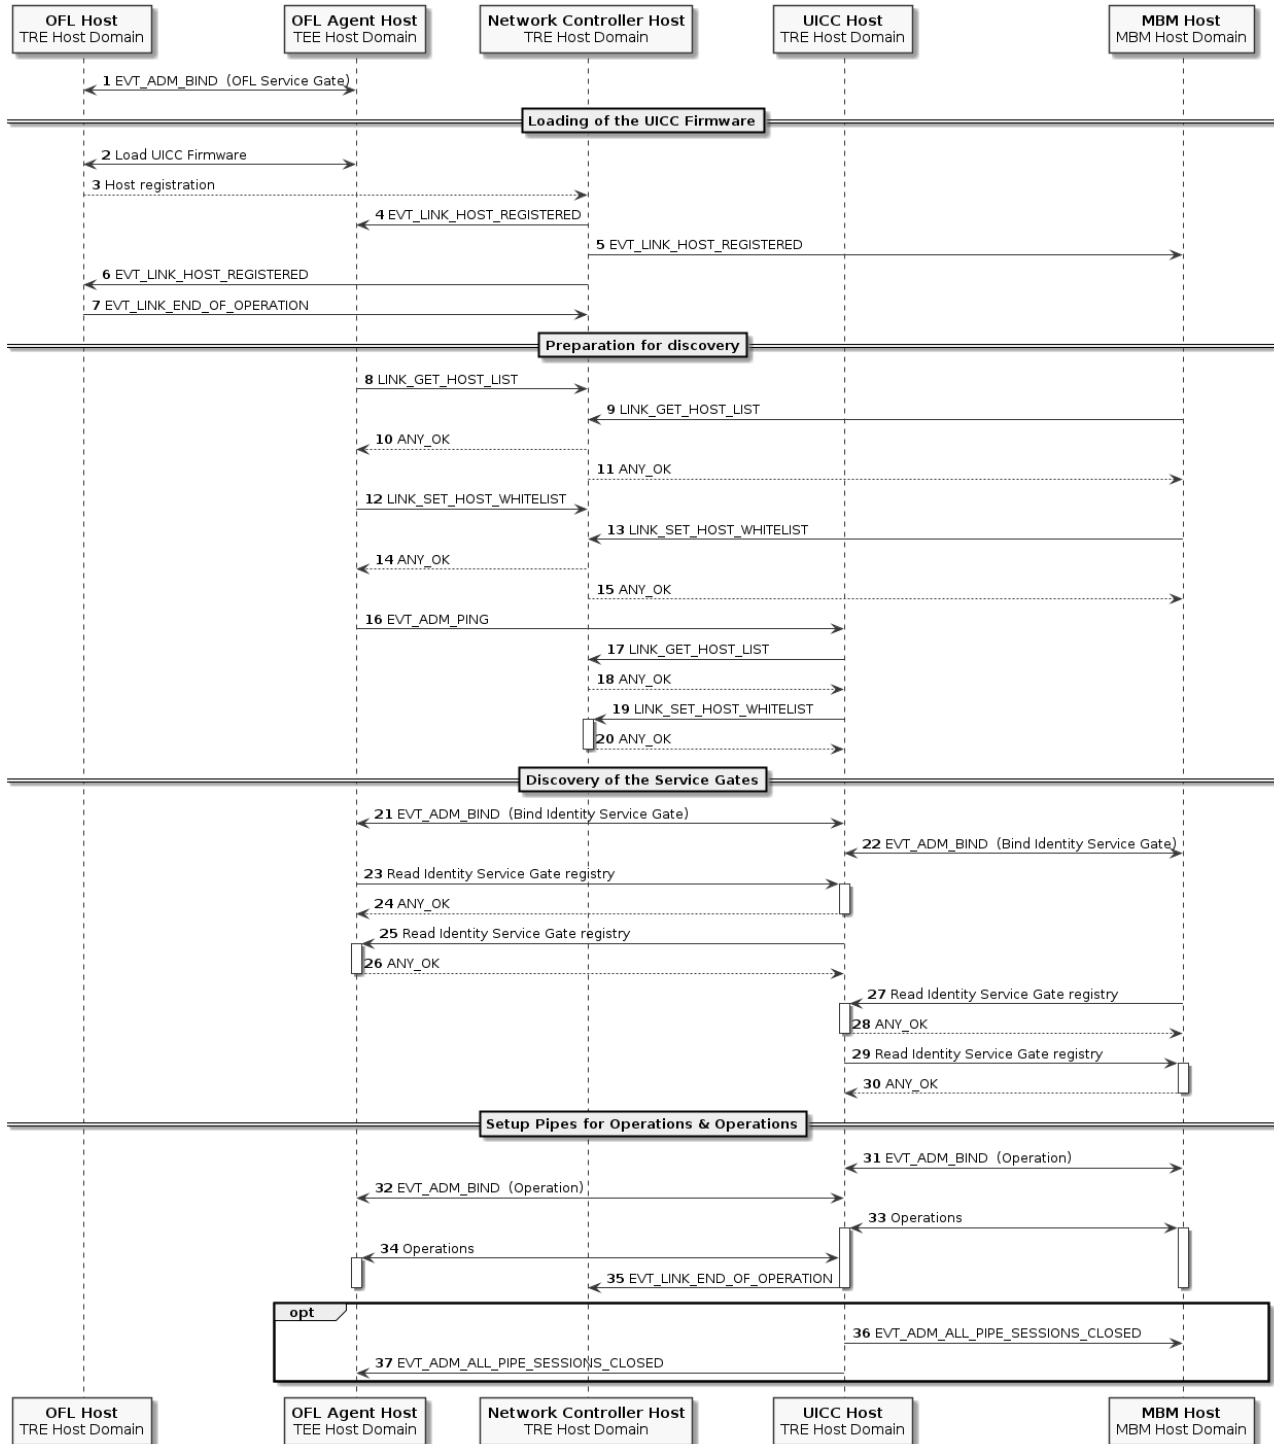 OFL Host
TRE Host Domain
OFL Agent Host
TEE Host Domain
Network Controller Host
TRE Host Domain
UICC Host
TRE Host Domain
MBM Host
MBM Host Domain
1 EVT_ADM_BIND (OFL Service Gate)
Loading of the UICC Firmware
2 Load UICC Firmware
3 Host registration
4 EVT_LINK_HOST_REGISTERED
5 EVT_LINK_HOST_REGISTERED
6 EVT_LINK_HOST_REGISTERED
7 EVT_LINK_END_OF_OPERATION
Preparation for discovery
8 LINK_GET_HOST_LIST
9 LINK_GET_HOST_LIST
10 ANY_OK
11 ANY_OK
12 LINK_SET_HOST_WHITELIST
13 LINK_SET_HOST_WHITELIST
14 ANY_OK
15 ANY_OK
16 EVT_ADM_PING
17 LINK_GET_HOST_LIST
18 ANY_OK
19 LINK_SET_HOST_WHITELIST
20 ANY_OK
Discovery of the Service Gates
21 EVT_ADM_BIND (Bind Identity Service Gate)
22 EVT_ADM_BIND (Bind Identity Service Gate)
23 Read Identity Service Gate registry
24 ANY_OK
25 Read Identity Service Gate registry
26 ANY_OK
27 Read Identity Service Gate registry
28 ANY_OK
29 Read Identity Service Gate registry
30 ANY_OK
Setup Pipes for Operations & Operations
31 EVT_ADM_BIND (Operation)
32 EVT_ADM_BIND (Operation)
33 Operations
34 Operations
35 EVT_LINK_END_OF_OPERATION
opt
36 EVT_ADM_ALL_PIPE_SESSIONS_CLOSED
37 EVT_ADM_ALL_PIPE_SESSIONS_CLOSED
OFL Host
TRE Host Domain
OFL Agent Host
TEE Host Domain
Network Controller Host
TRE Host Domain
UICC Host
TRE Host Domain
MBM Host
MBM Host Domain